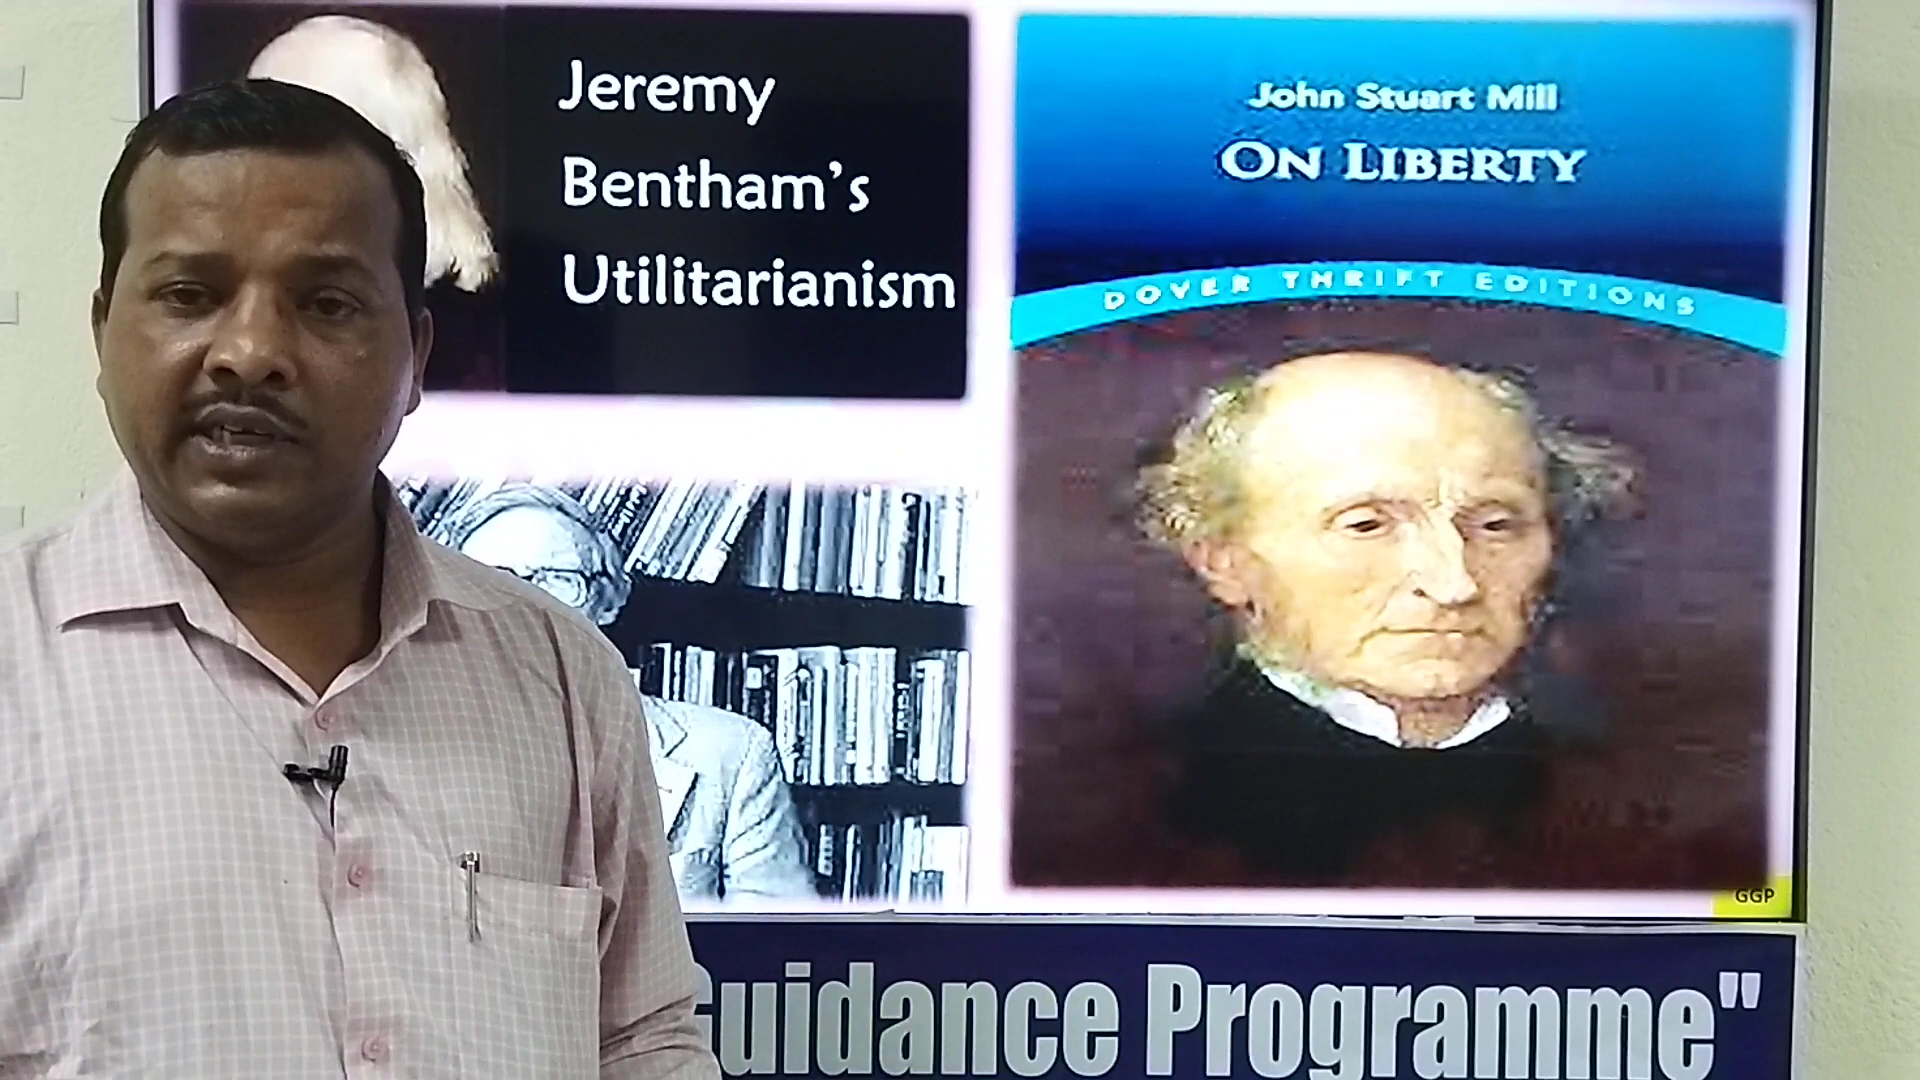 Jeremy
Bentham's
Utilitarianism
John Stuart Mill
ON LIBERTY
DOVER THRIFT EDITIONS
GGP
Guidance Programme"